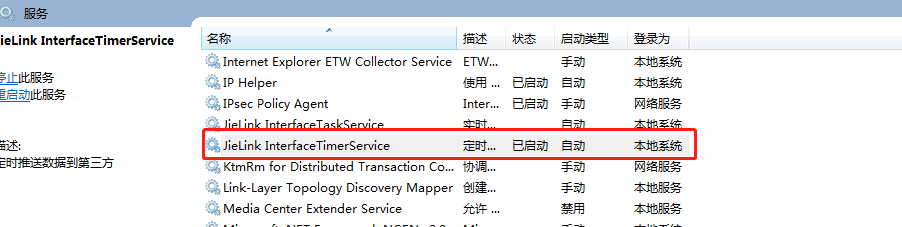 服务
JieLink InterfaceTimerService
停止此服务
重启动此服务
描述:
定时推送数据到第三方
名称 描述 状态 启动类型 登录为
Internet Explorer ETW Collector Service ETW... 手动 本地系统
IP Helper 使用 ... 已启动 自动 本地系统
IPsec Policy Agent Inter... 已启动 手动 网络服务
JieLink InterfaceTaskService 实时... 自动 本地系统
JieLink InterfaceTimerService 定时... 已启动 自动 本地系统
KtmRm for Distributed Transaction Co... 协调... 手动 网络服务
Link-Layer Topology Discovery Mapper 创建... 手动 本地服务
Media Center Extender Service 允许 ... 禁用 本地服务